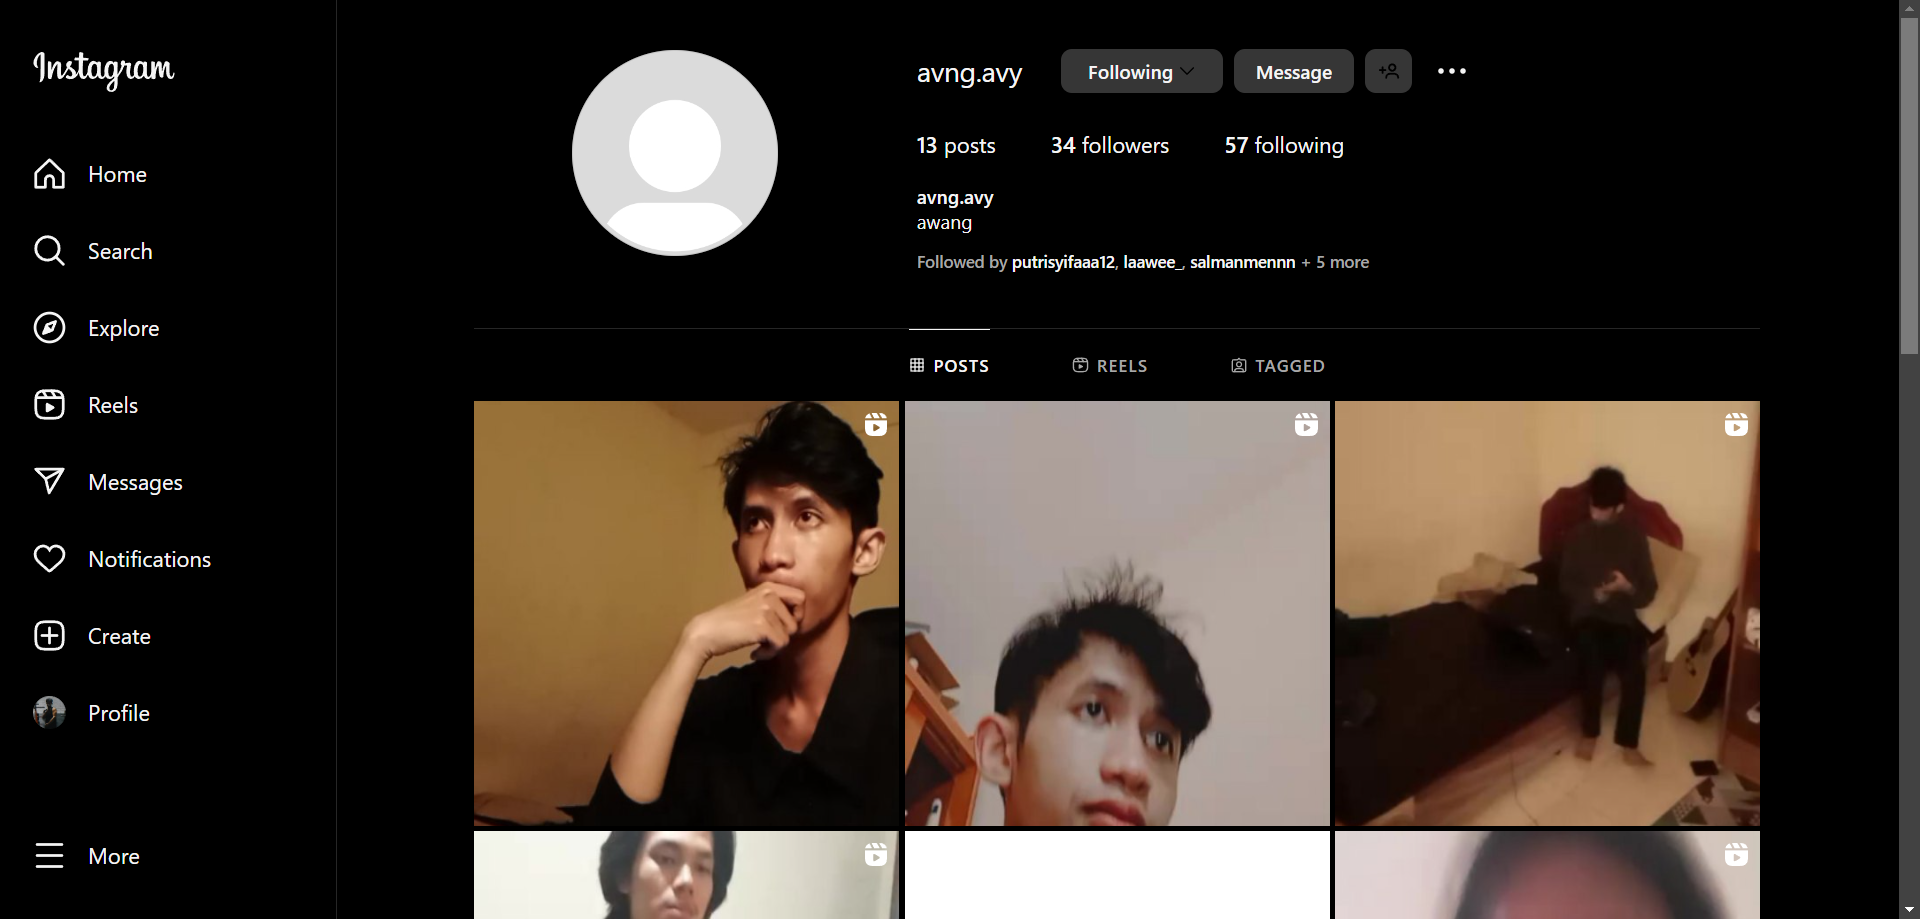 Instagram
Home
Search
Explore
Reels
Messages
Notifications
Create
Profile
More
avng.avy
Following
Message
13 posts
34 followers
57 following
avng.avy
awang
Followed by putrisyifaaa12, laawee_, salmanmennn + 5 more
POSTS
REELS
TAGGED